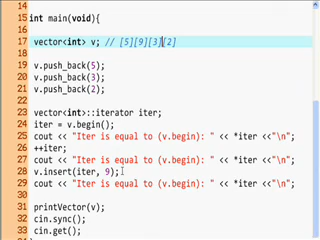 14
15 int main(void){
16
17 vector<int> v; // [5][9][3][2]
18
19 v.push_back(5);
20 v.push_back(3);
21 v.push_back(2);
22
23 vector<int>::iterator iter;
24 iter = v.begin();
25 cout << "Iter is equal to (v.begin): " << *iter <<"\n";
26 ++iter;
27 cout << "Iter is equal to (v.begin): " << *iter <<"\n";
28 v.insert(iter, 9);
29 cout << "Iter is equal to (v.begin): " << *iter <<"\n";
30
31 printVector(v);
32 cin.sync();
33 cin.get();